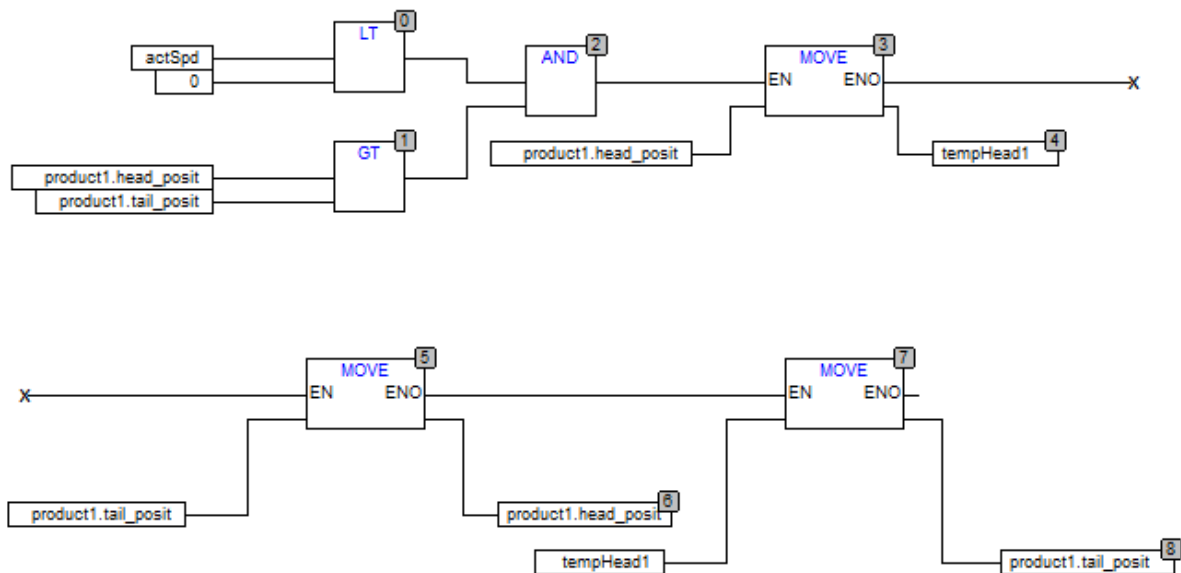 0
LT
actSpd
0
2
AND
3
MOVE
EN ENO
x
1
GT
product1.head_posit
4
tempHead1
product1.head_posit
product1.tail_posit
5
MOVE
EN ENO
7
MOVE
EN ENO
x
product1.tail_posit
6
product1.head_posit
tempHead1
8
product1.tail_posit